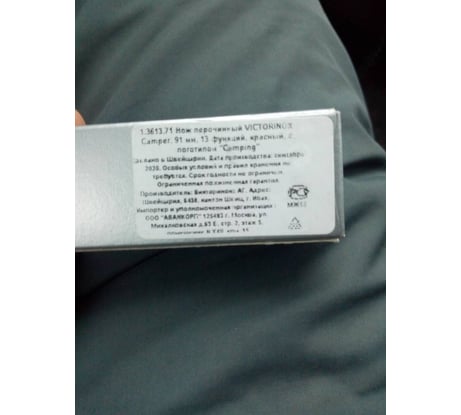 1.3613.71 Нож перочинный VICTORINOX
Camper, 91 мм, 13 функций, красный, с
логотипом "Camping"
Сделано в Швейцарии. Дата производства: сентябрь
2020. Особых условий и правил хранения не
требуется. Срок годности не ограничен.
Ограниченная пожизненная гарантия.
Производитель: Викторинокс АГ. Адрес:
Швейцария, 6438, кантон Швиц, г. Ибах,
Импортер и уполномоченная организация:
ООО "АВАНКОРП" 125493 г. Москва, ул.
Михалковская д.63 Б, стр. 2, этаж 5,